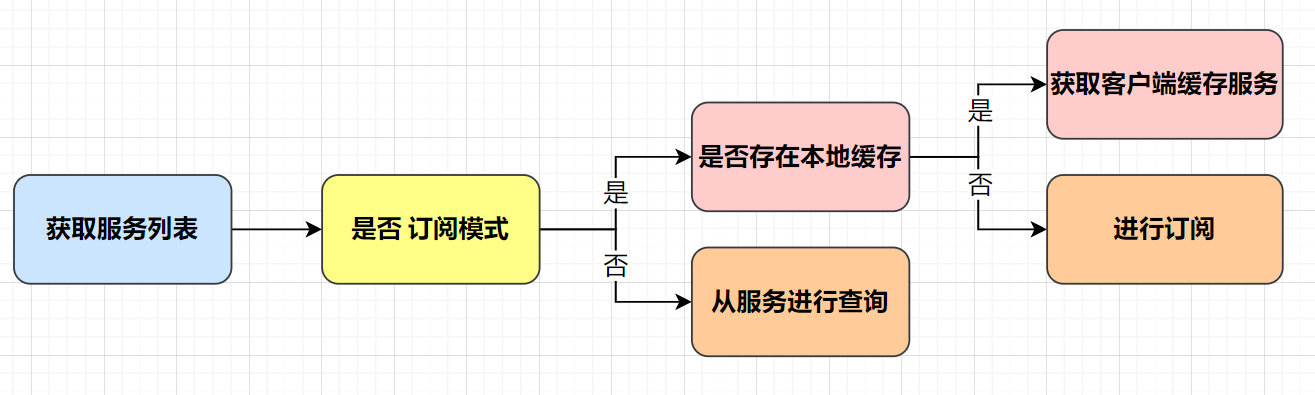 获取服务列表
是否 订阅模式
是
否
是否存在本地缓存
从服务进行查询
是
否
获取客户端缓存服务
进行订阅